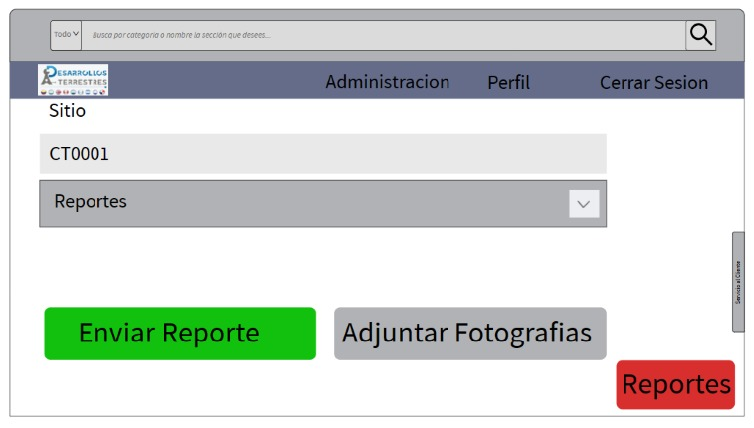 Todo
Busca por categoria o nombre la sección que desees...
DESARROLLOS
TERRESTRES
Administracion
Perfil
Cerrar Sesion
Sitio
CT0001
Reportes
Servicio al Cliente
Enviar Reporte
Adjuntar Fotografias
Reportes